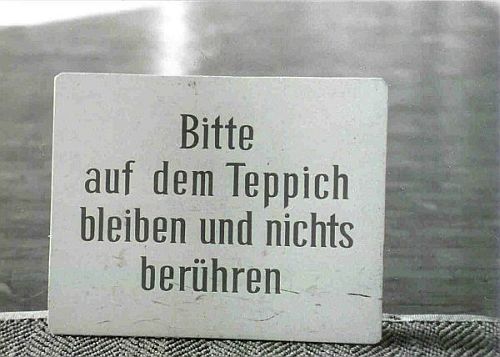 Bitte
auf dem Teppich
bleiben und nichts
berühren